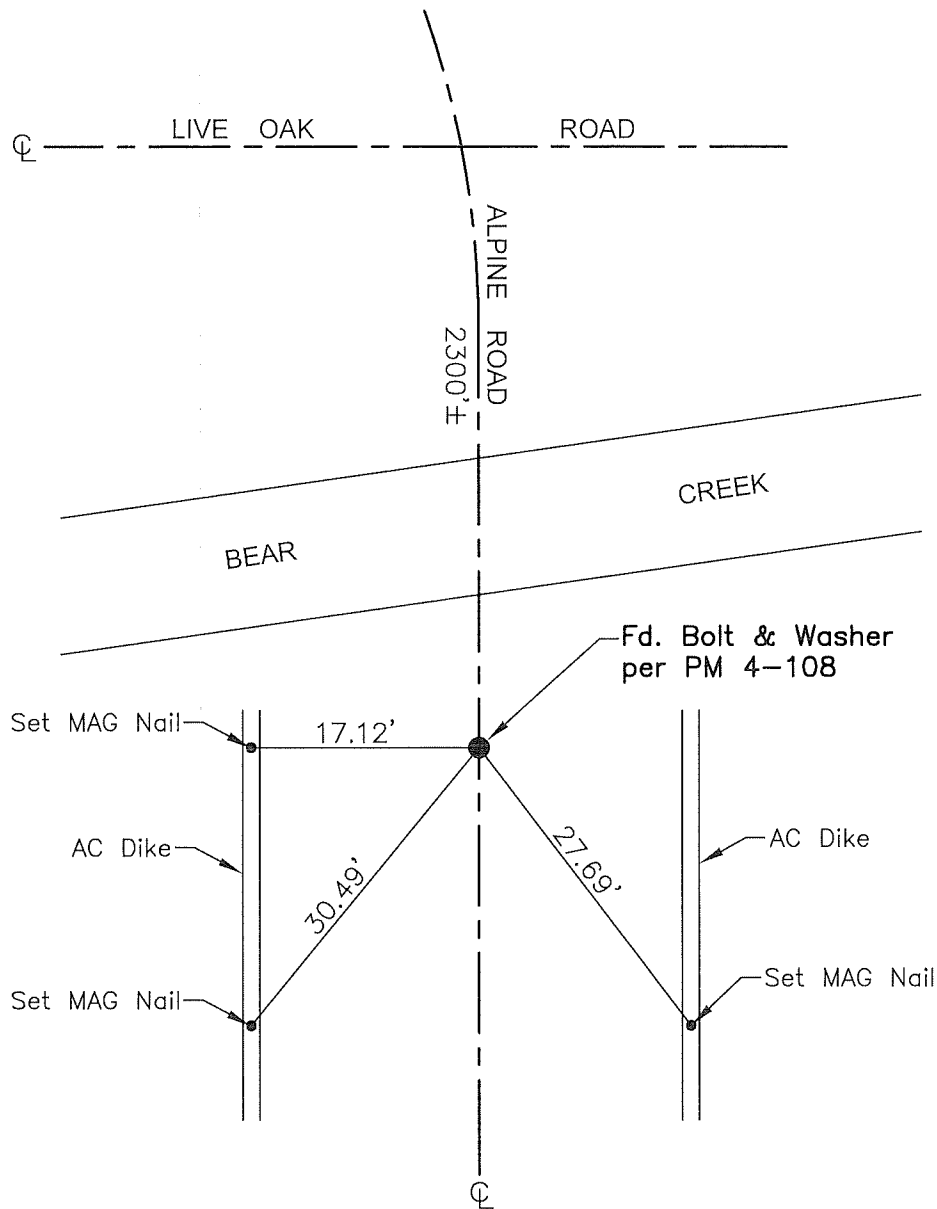 LIVE OAK ROAD
℄
ALPINE ROAD
2300'±
CREEK
BEAR
Fd. Bolt & Washer
per PM 4-108
Set MAG Nail
17.12'
AC Dike
AC Dike
30.49'
27.69'
Set MAG Nail
Set MAG Nail
℄